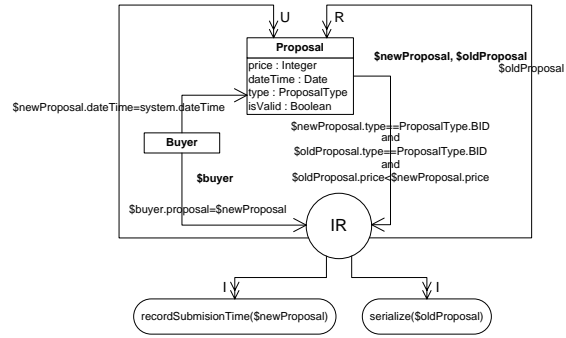 U
R
Proposal
price : Integer
dateTime : Date
type : ProposalType
isValid : Boolean
$newProposal, $oldProposal
$oldProposal
$newProposal.dateTime=system.dateTime
$newProposal.type==ProposalType.BID
and
$oldProposal.type==ProposalType.BID
and
$oldProposal.price<$newProposal.price
Buyer
$buyer
$buyer.proposal=$newProposal
IR
I
I
recordSubmisionTime($newProposal)
serialize($oldProposal)